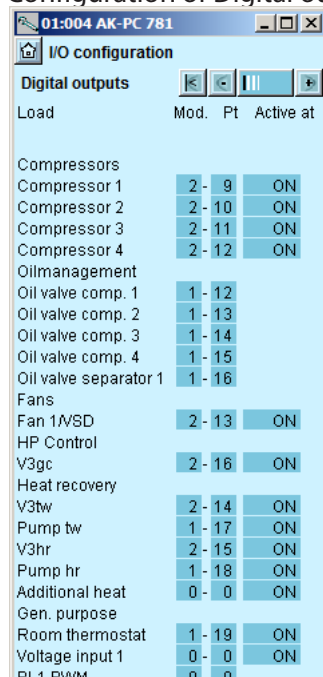 Configuration of Digital ou
01:004 AK-PC 781
I/O configuration
Digital outputs
Load Mod. Pt Active at
Compressors
Compressor 1 2 - 9 ON
Compressor 2 2 - 10 ON
Compressor 3 2 - 11 ON
Compressor 4 2 - 12 ON
Oilmanagement
Oil valve comp. 1 1 - 12
Oil valve comp. 2 1 - 13
Oil valve comp. 3 1 - 14
Oil valve comp. 4 1 - 15
Oil valve separator 1 1 - 16
Fans
Fan 1/VSD 2 - 13 ON
HP Control
V3gc 2 - 16 ON
Heat recovery
V3tw 2 - 14 ON
Pump tw 1 - 17 ON
V3hr 2 - 15 ON
Pump hr 1 - 18 ON
Additional heat 0 - 0 ON
Gen. purpose
Room thermostat 1 - 19 ON
Voltage input 1 0 - 0 ON
PI 1 PWM 0 - 0